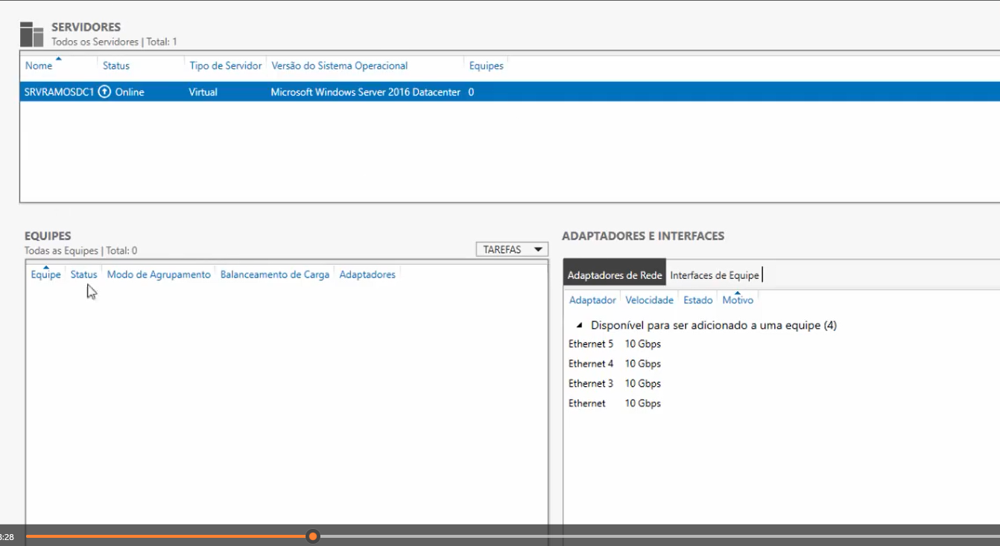 SERVIDORES
Todos os Servidores | Total: 1
Nome Status Tipo de Servidor Versão do Sistema Operacional Equipes
SRVRAMOSDC1 Online Virtual Microsoft Windows Server 2016 Datacenter 0
EQUIPES
Todas as Equipes | Total: 0
TAREFAS
Equipe Status Modo de Agrupamento Balanceamento de Carga Adaptadores
ADAPTADORES E INTERFACES
Adaptadores de Rede Interfaces de Equipe
Adaptador Velocidade Estado Motivo
Disponível para ser adicionado a uma equipe (4)
Ethernet 5 10 Gbps
Ethernet 4 10 Gbps
Ethernet 3 10 Gbps
Ethernet 10 Gbps
:28